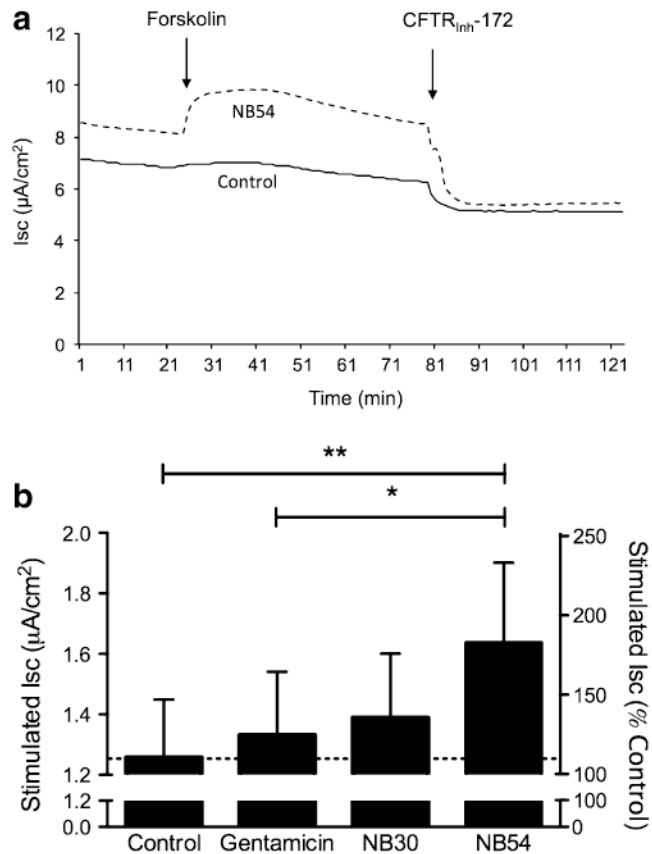 a
Forskolin
CFTRInh-172
12
10
8
6
4
2
0
NB54
Control
Isc (µA/cm2)
1 11 21 31 41 51 61 71 81 91 101 111 121
Time (min)
b
**
*
2.0
1.8
1.6
1.4
1.2
1.2
0.0
Stimulated Isc (µA/cm2)
250
200
150
100
100
0
Stimulated Isc (% Control)
Control Gentamicin NB30 NB54